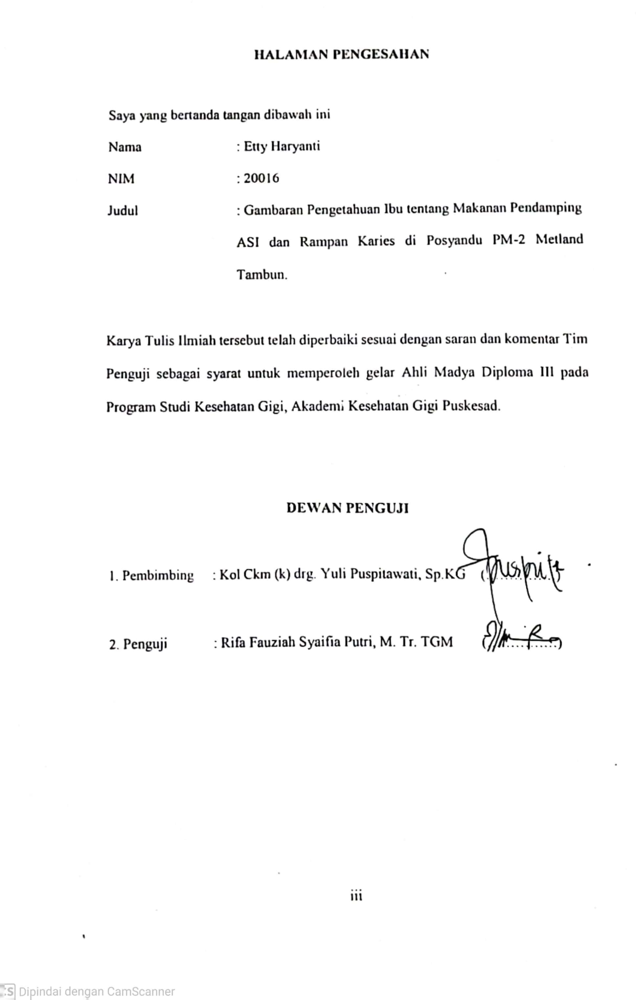 HALAMAN PENGESAHAN
Saya yang bertanda tangan dibawah ini
Nama : Etty Haryanti
NIM : 20016
Judul : Gambaran Pengetahuan Ibu tentang Makanan Pendamping
ASI dan Rampan Karies di Posyandu PM-2 Metland
Tambun.
Karya Tulis Ilmiah tersebut telah diperbaiki sesuai dengan saran dan komentar Tim
Penguji sebagai syarat untuk memperoleh gelar Ahli Madya Diploma III pada
Program Studi Kesehatan Gigi, Akademi Kesehatan Gigi Puskesad.
DEWAN PENGUJI
1. Pembimbing : Kol Ckm (k) drg. Yuli Puspitawati, Sp.KG (............)
2. Penguji : Rifa Fauziah Syaifia Putri, M. Tr. TGM (............)
iii
CS Dipindai dengan CamScanner